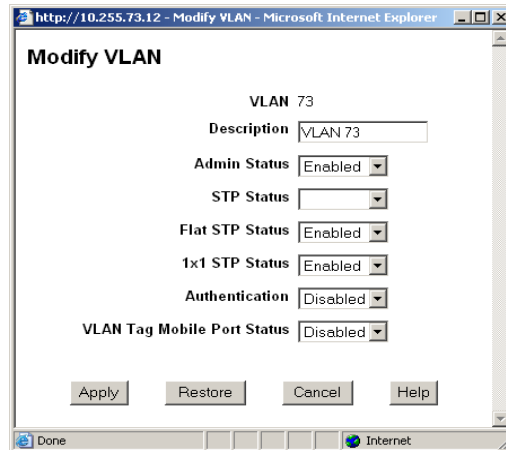 http://10.255.73.12 - Modify VLAN - Microsoft Internet Explorer
Modify VLAN
VLAN 73
Description VLAN 73
Admin Status Enabled
STP Status
Flat STP Status Enabled
1x1 STP Status Enabled
Authentication Disabled
VLAN Tag Mobile Port Status Disabled
Apply Restore Cancel Help
Done Internet